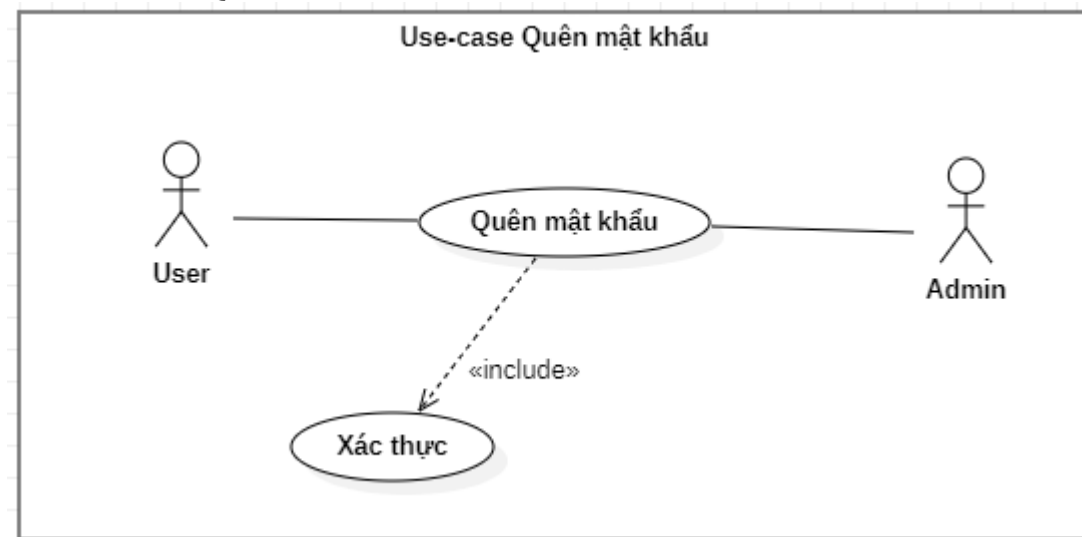 Use-case Quên mật khẩu
Quên mật khẩu
User
Admin
«include»
Xác thực